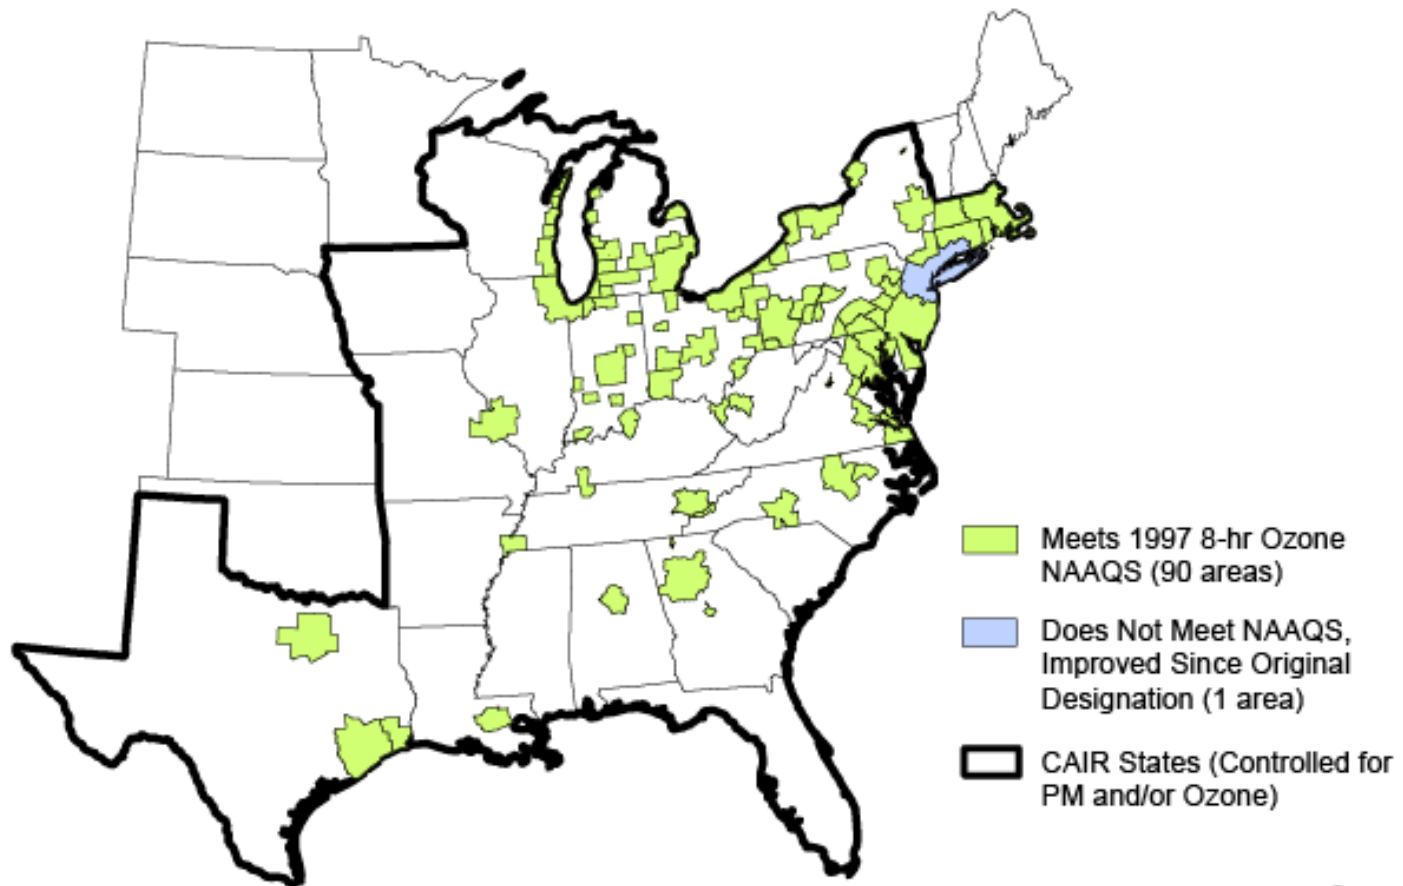 Meets 1997 8-hr Ozone
NAAQS (90 areas)
Does Not Meet NAAQS,
Improved Since Original
Designation (1 area)
CAIR States (Controlled for
PM and/or Ozone)